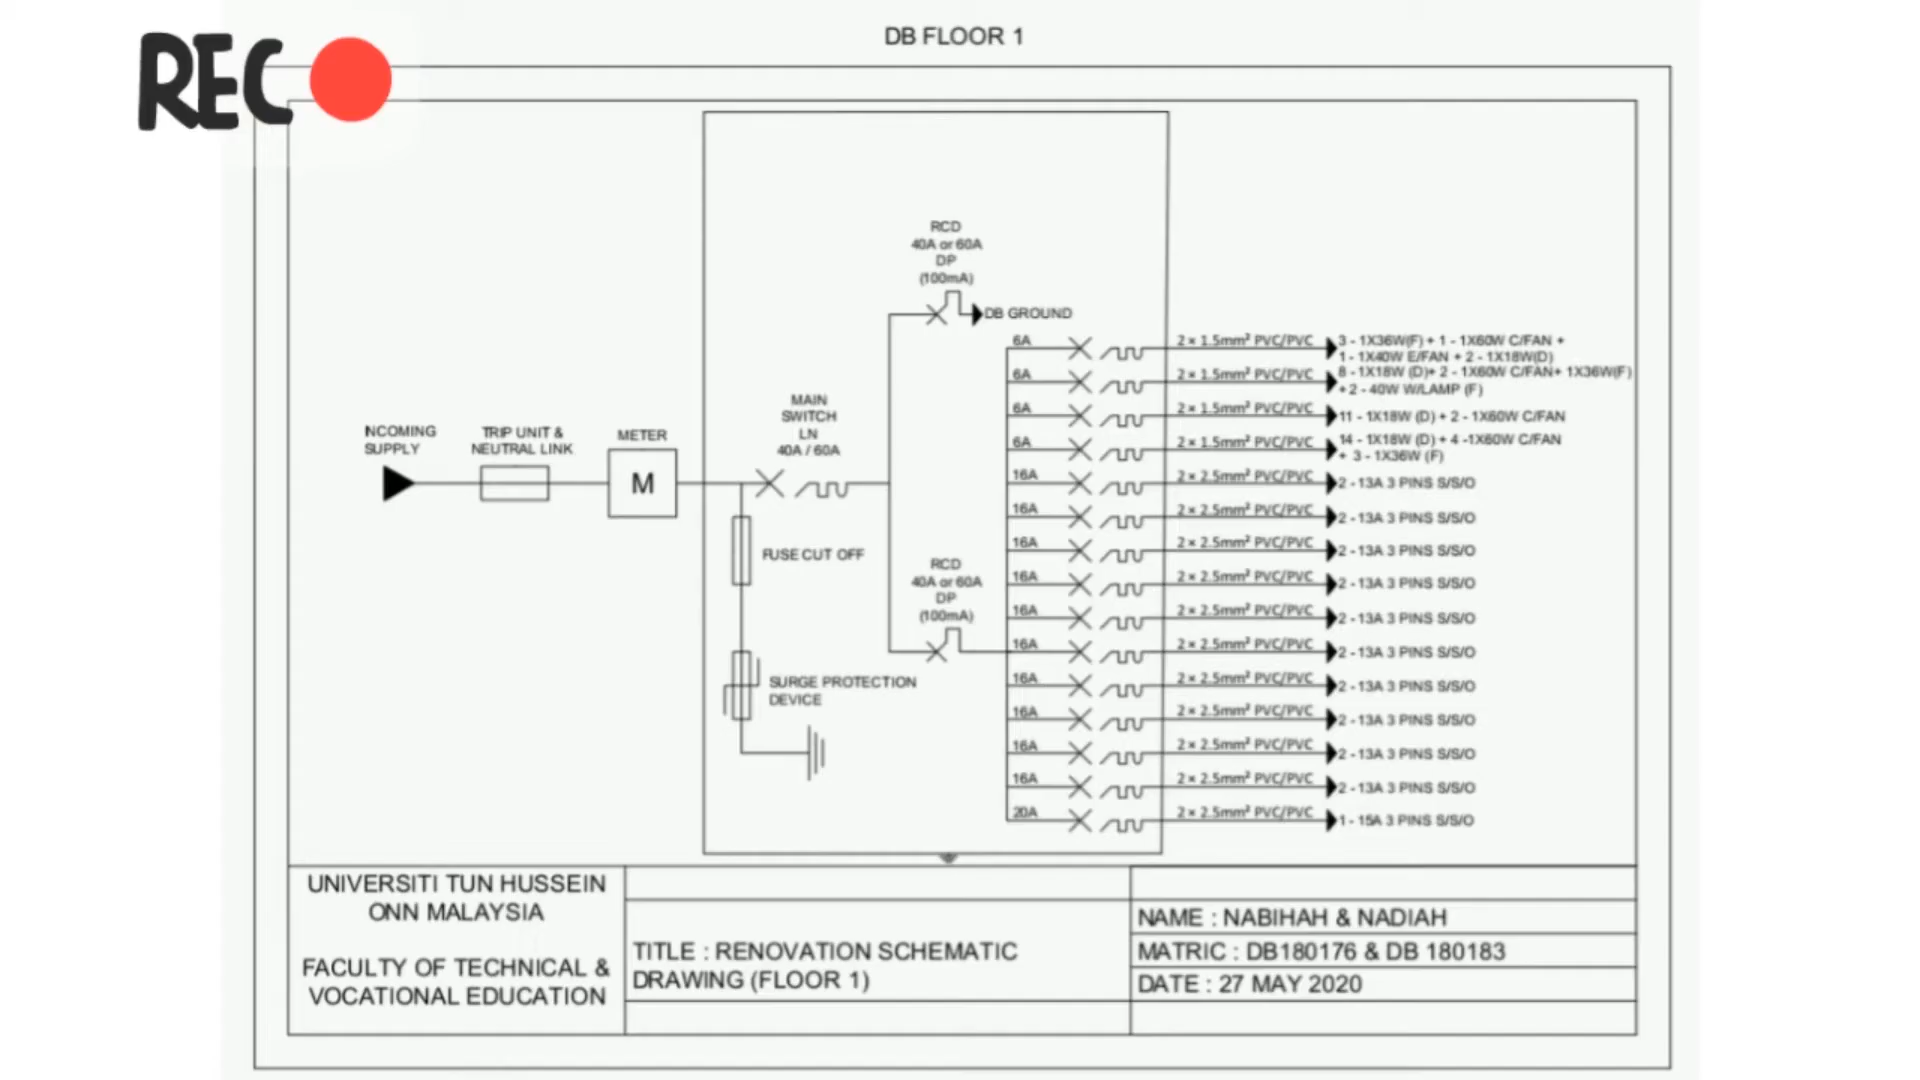 REC
DB FLOOR 1
RCD
40A or 60A
DP
(100mA)
DB GROUND
MAIN
SWITCH
LN
40A / 60A
INCOMING
SUPPLY
TRIP UNIT &
NEUTRAL LINK
METER
M
FUSE CUT OFF
SURGE PROTECTION
DEVICE
RCD
40A or 60A
DP
(100mA)
6A 2 x 1.5mm² PVC/PVC 3 - 1X36W(F) + 1 - 1X60W C/FAN +
1 - 1X40W E/FAN + 2 - 1X18W(D)
6A 2 x 1.5mm² PVC/PVC 8 - 1X18W (D)+ 2 - 1X60W C/FAN+ 1X36W(F)
+ 2 - 40W W/LAMP (F)
6A 2 x 1.5mm² PVC/PVC 11 - 1X18W (D) + 2 - 1X60W C/FAN
6A 2 x 1.5mm² PVC/PVC 14 - 1X18W (D) + 4 -1X60W C/FAN
+ 3 - 1X36W (F)
16A 2 x 2.5mm² PVC/PVC 2 - 13A 3 PINS S/S/O
16A 2 x 2.5mm² PVC/PVC 2 - 13A 3 PINS S/S/O
16A 2 x 2.5mm² PVC/PVC 2 - 13A 3 PINS S/S/O
16A 2 x 2.5mm² PVC/PVC 2 - 13A 3 PINS S/S/O
16A 2 x 2.5mm² PVC/PVC 2 - 13A 3 PINS S/S/O
16A 2 x 2.5mm² PVC/PVC 2 - 13A 3 PINS S/S/O
16A 2 x 2.5mm² PVC/PVC 2 - 13A 3 PINS S/S/O
16A 2 x 2.5mm² PVC/PVC 2 - 13A 3 PINS S/S/O
16A 2 x 2.5mm² PVC/PVC 2 - 13A 3 PINS S/S/O
16A 2 x 2.5mm² PVC/PVC 2 - 13A 3 PINS S/S/O
20A 2 x 2.5mm² PVC/PVC 1 - 15A 3 PINS S/S/O
UNIVERSITI TUN HUSSEIN
ONN MALAYSIA
FACULTY OF TECHNICAL &
VOCATIONAL EDUCATION
TITLE : RENOVATION SCHEMATIC
DRAWING (FLOOR 1)
NAME : NABIHAH & NADIAH
MATRIC : DB180176 & DB 180183
DATE : 27 MAY 2020